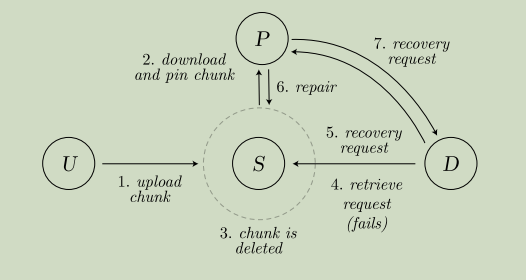 P
7. recovery
request
2. download
and pin chunk
6. repair
U
S
D
5. recovery
request
1. upload
chunk
4. retrieve
request
(fails)
3. chunk is
deleted